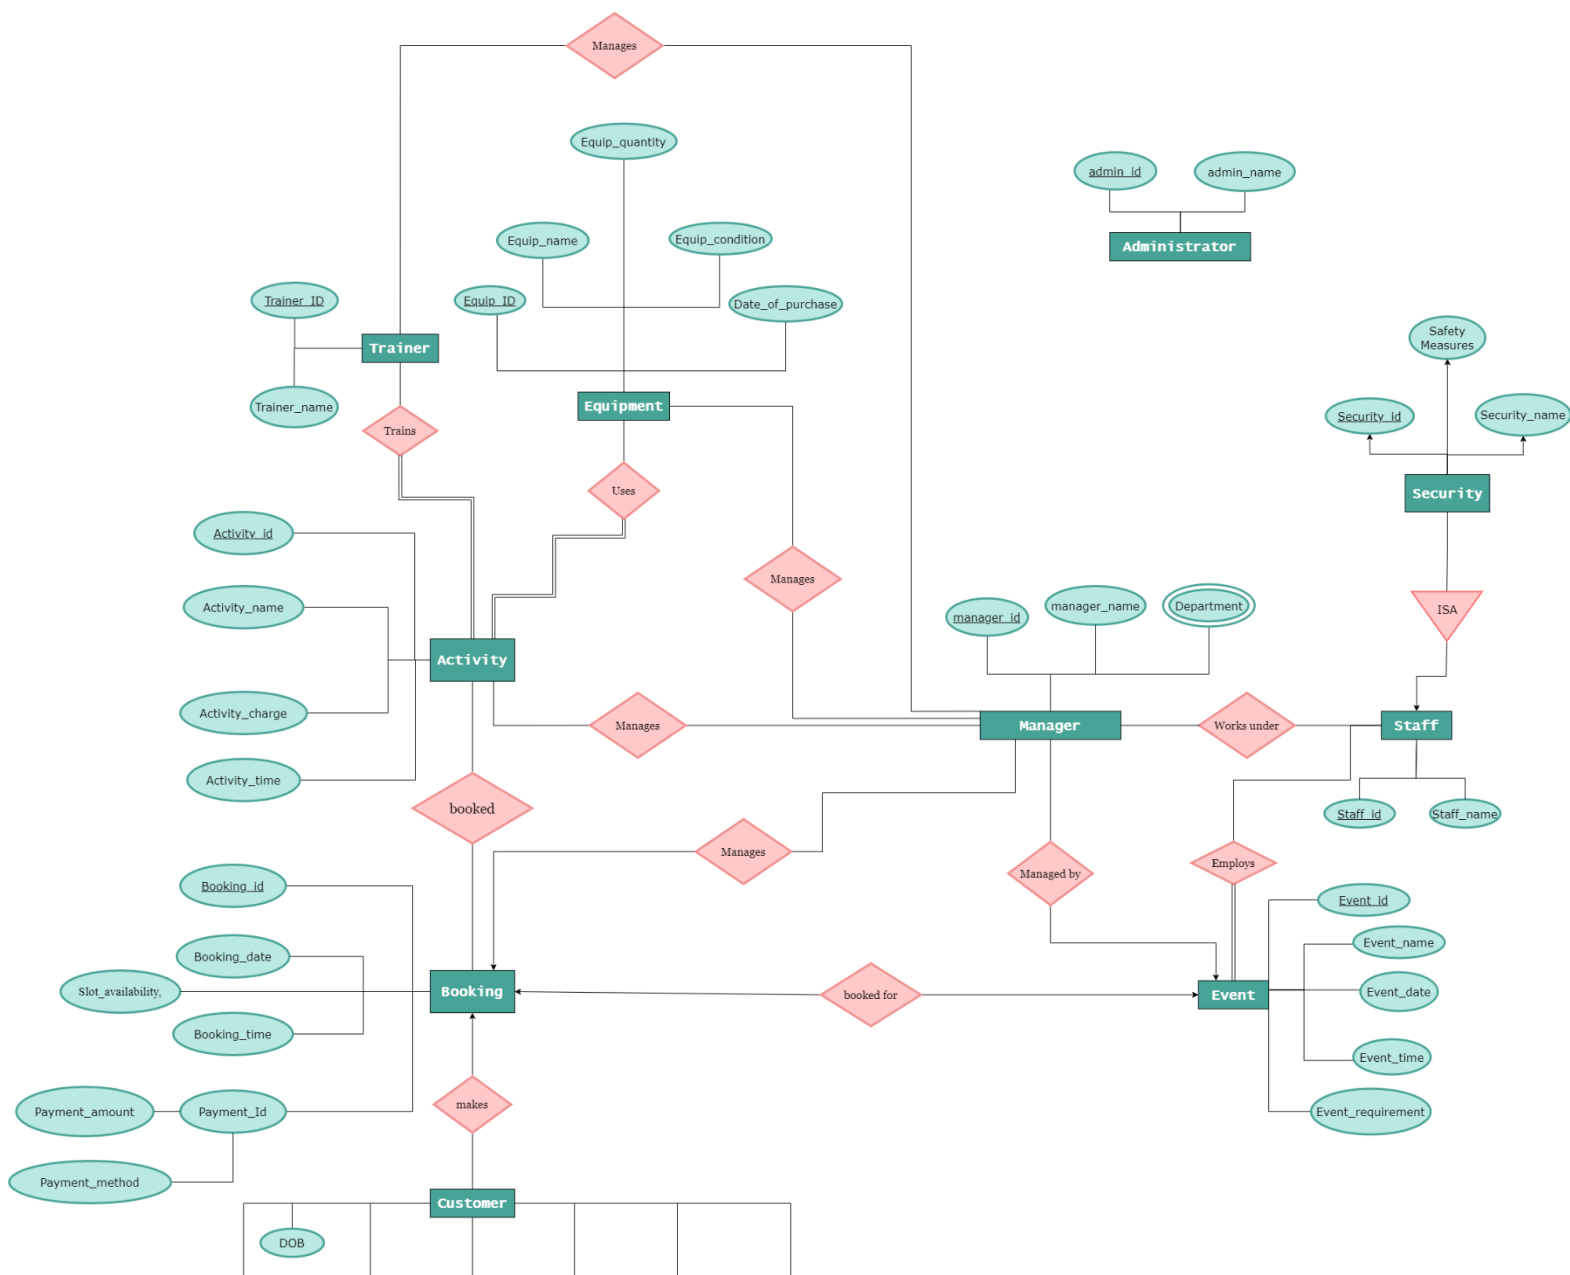 Manages
Equip_quantity
admin_id
admin_name
Equip_name
Equip_condition
Administrator
Trainer_ID
Equip_ID
Date_of_purchase
Safety
Measures
Trainer
Trainer_name
Equipment
Security_id
Security_name
Trains
Uses
Security
Activity_id
Manages
Activity_name
manager_id
manager_name
Department
ISA
Activity
Activity_charge
Manages
Manager
Works under
Staff
Activity_time
booked
Staff_id
Staff_name
Manages
Managed by
Employs
Booking_id
Event_id
Booking_date
Event_name
Slot_availability,
Booking
booked for
Event
Event_date
Booking_time
Event_time
Payment_amount
Payment_Id
makes
Event_requirement
Payment_method
Customer
DOB